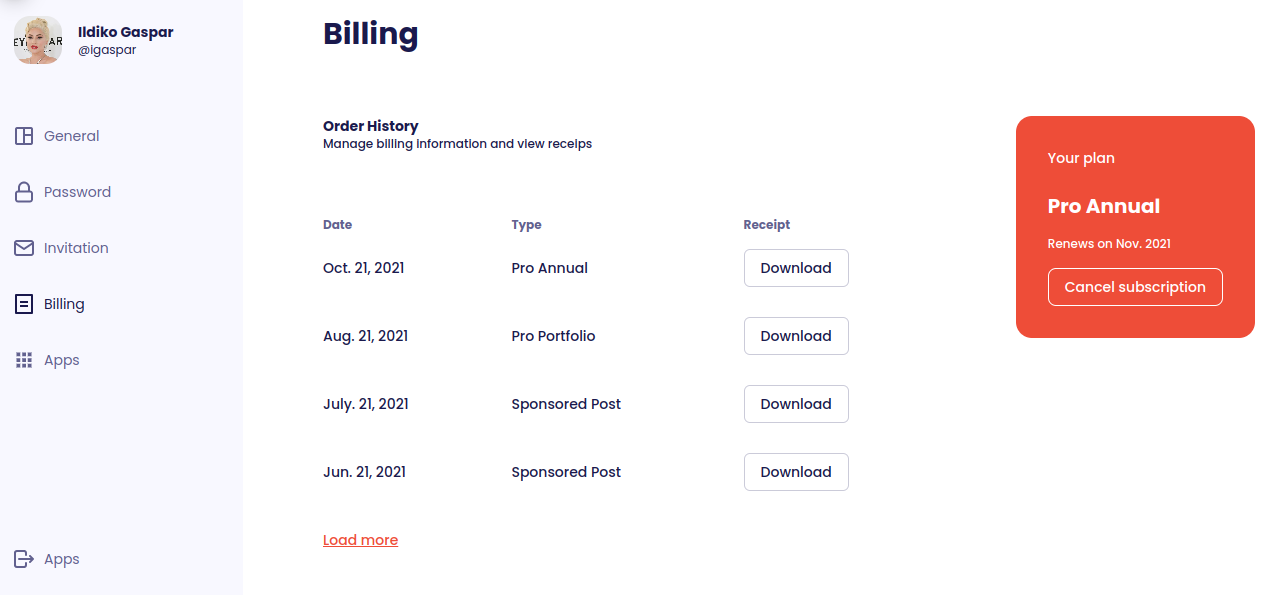 Ildiko Gaspar
@igaspar
General
Password
Invitation
Billing
Apps
Apps
Billing
Order History
Manage billing information and view receips
Date Type Receipt
Oct. 21, 2021 Pro Annual Download
Aug. 21, 2021 Pro Portfolio Download
July. 21, 2021 Sponsored Post Download
Jun. 21, 2021 Sponsored Post Download
Load more
Your plan
Pro Annual
Renews on Nov. 2021
Cancel subscription